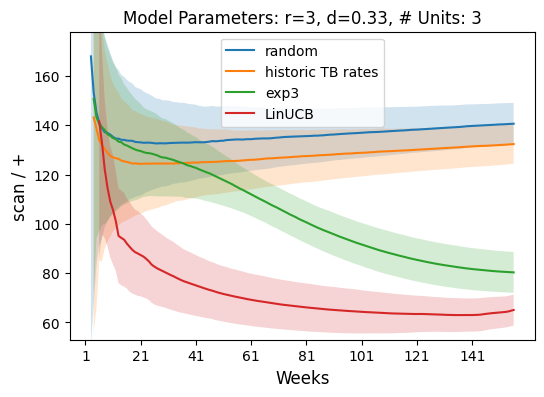 Model Parameters: r=3, d=0.33, # Units: 3
random
historic TB rates
exp3
LinUCB
scan / +
160
140
120
100
80
60
1 21 41 61 81 101 121 141
Weeks